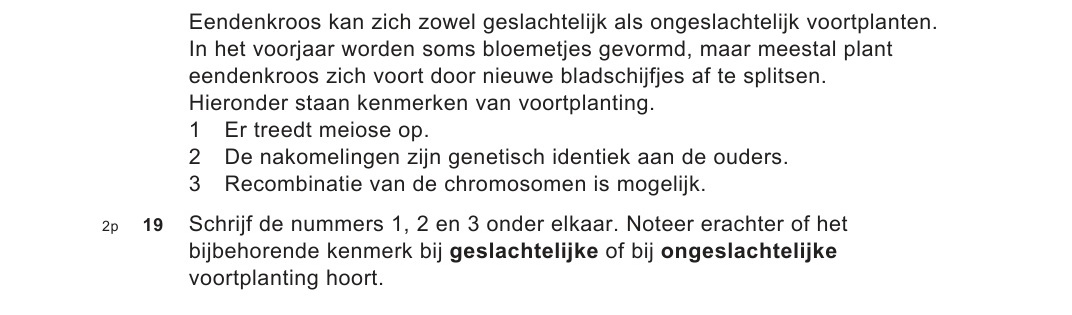 Eendenkroos kan zich zowel geslachtelijk als ongeslachtelijk voortplanten.
In het voorjaar worden soms bloemetjes gevormd, maar meestal plant
eendenkroos zich voort door nieuwe bladschijfjes af te splitsen.
Hieronder staan kenmerken van voortplanting.
1 Er treedt meiose op.
2 De nakomelingen zijn genetisch identiek aan de ouders.
3 Recombinatie van de chromosomen is mogelijk.
2p 19 Schrijf de nummers 1, 2 en 3 onder elkaar. Noteer erachter of het
bijbehorende kenmerk bij geslachtelijke of bij ongeslachtelijke
voortplanting hoort.